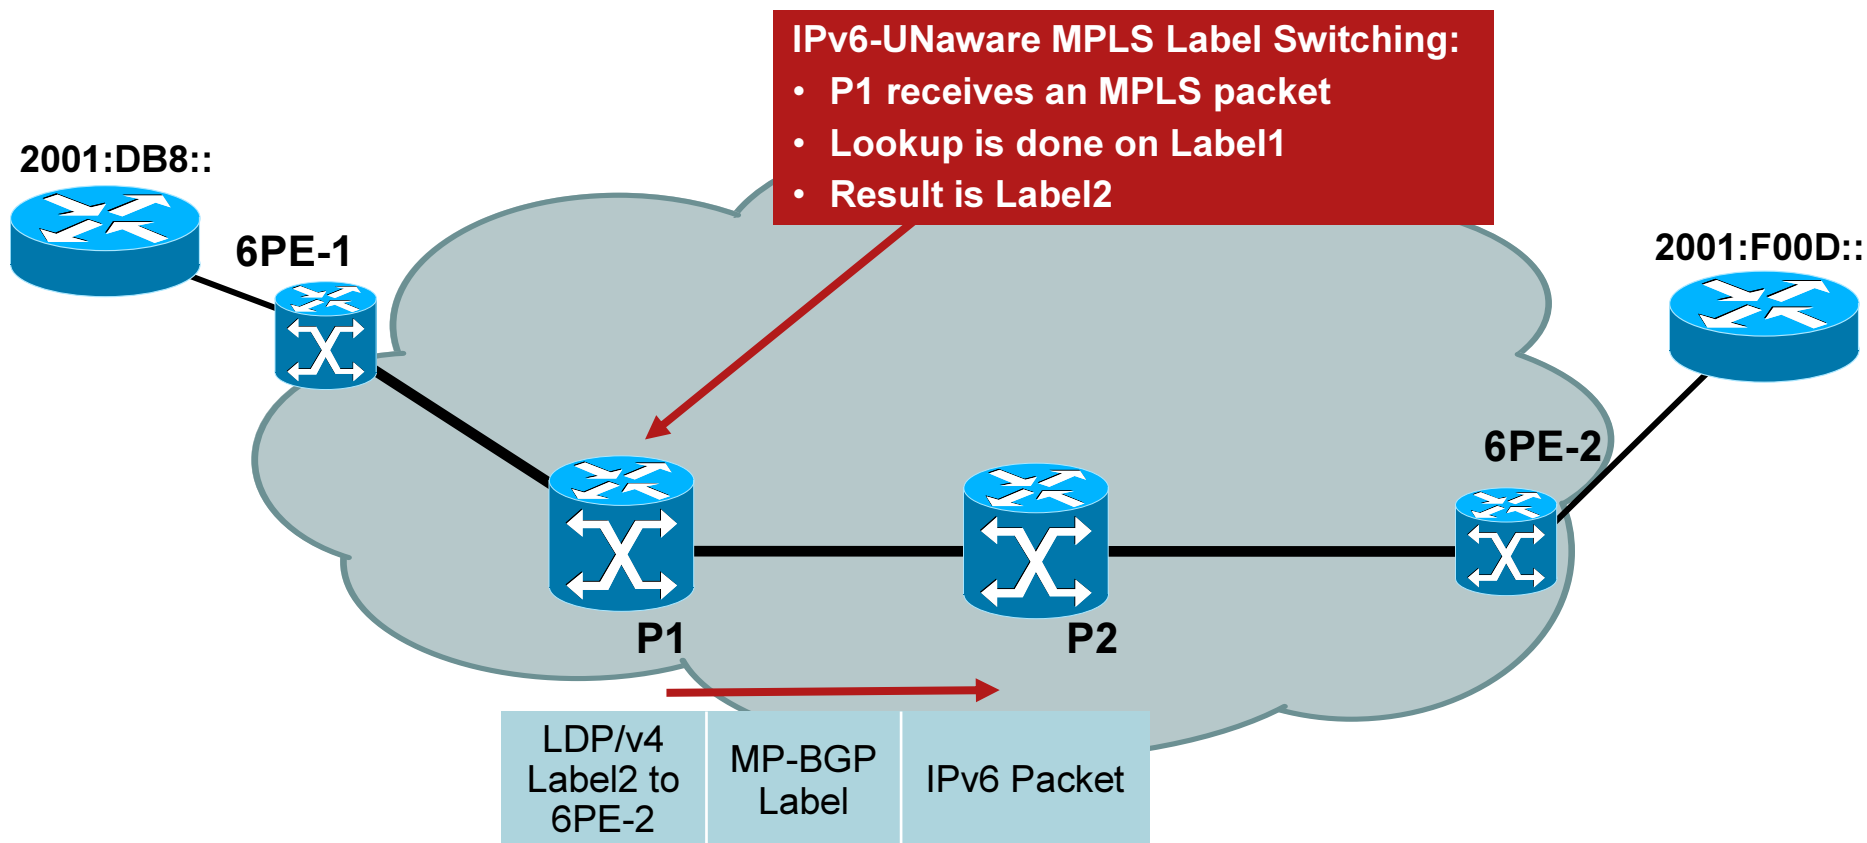 IPv6-UNaware MPLS Label Switching:
• P1 receives an MPLS packet
• Lookup is done on Label1
• Result is Label2
2001:DB8::
6PE-1
2001:F00D::
6PE-2
P1
P2
LDP/v4
Label2 to
6PE-2
MP-BGP
Label
IPv6 Packet